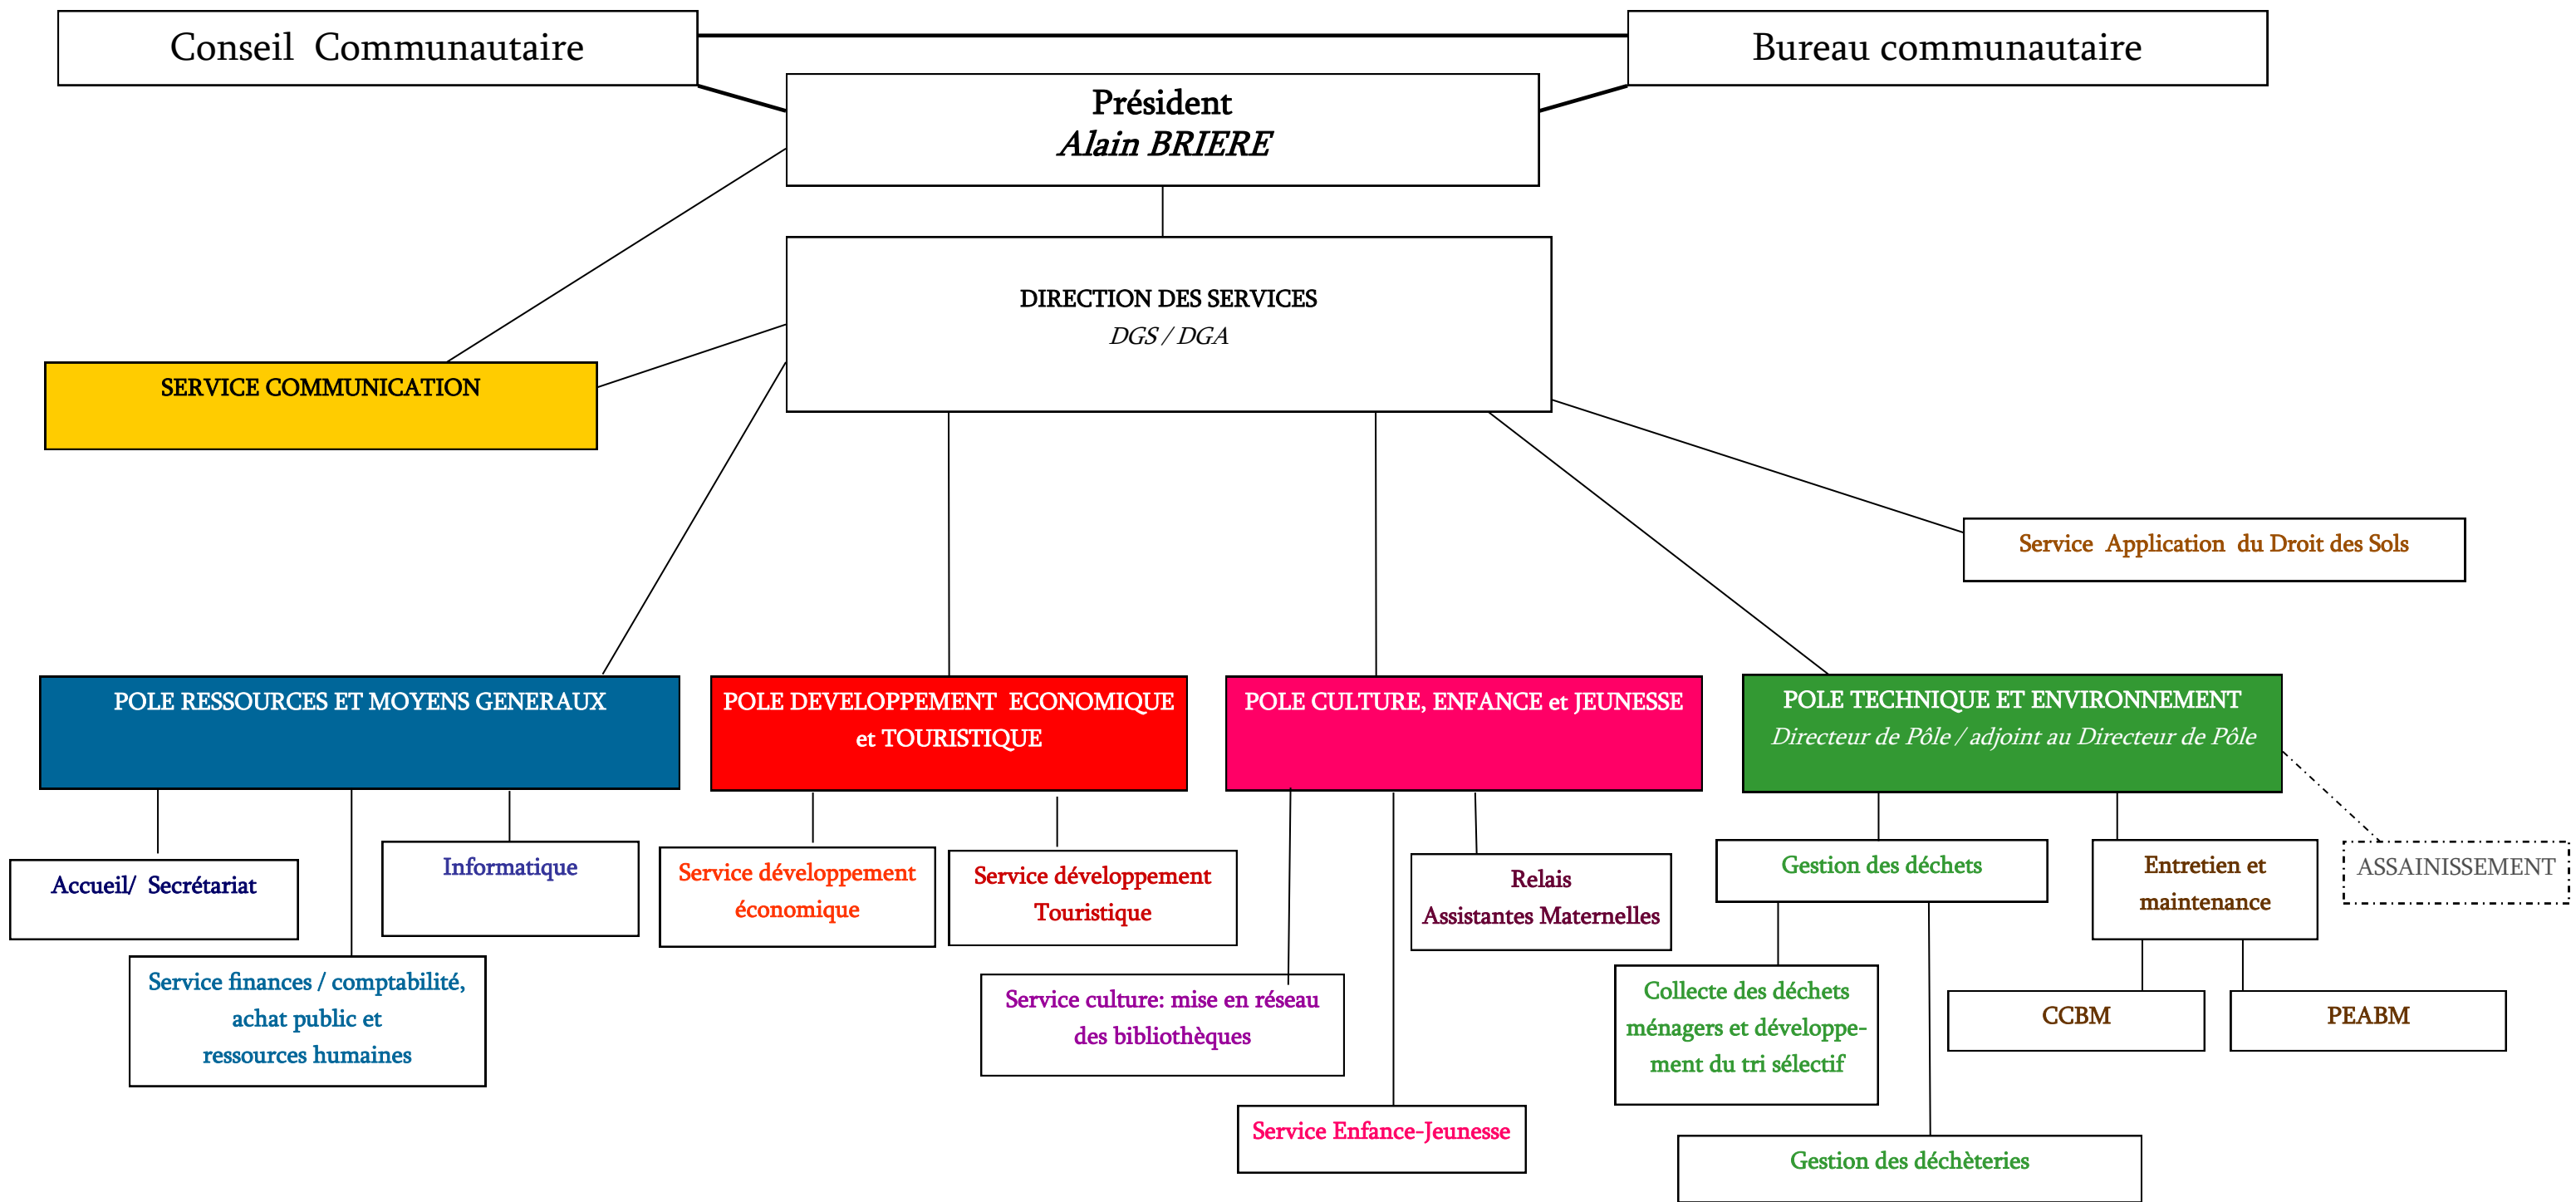 Conseil Communautaire
Bureau communautaire
Président
Alain BRIERE
DIRECTION DES SERVICES
DGS / DGA
SERVICE COMMUNICATION
Service Application du Droit des Sols
POLE RESSOURCES ET MOYENS GENERAUX
POLE DEVELOPPEMENT ECONOMIQUE
et TOURISTIQUE
POLE CULTURE, ENFANCE et JEUNESSE
POLE TECHNIQUE ET ENVIRONNEMENT
Directeur de Pôle / adjoint au Directeur de Pôle
Accueil/ Secrétariat
Informatique
Service finances / comptabilité,
achat public et
ressources humaines
Service développement
économique
Service développement
Touristique
Service culture: mise en réseau
des bibliothèques
Relais
Assistantes Maternelles
Service Enfance-Jeunesse
Gestion des déchets
Entretien et
maintenance
ASSAINISSEMENT
Collecte des déchets
ménagers et développe-
ment du tri sélectif
CCBM
PEABM
Gestion des déchèteries